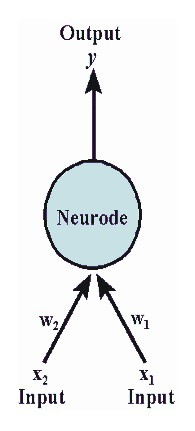 Output
y
Neurode
w₂ w₁
x₂ x₁
Input Input